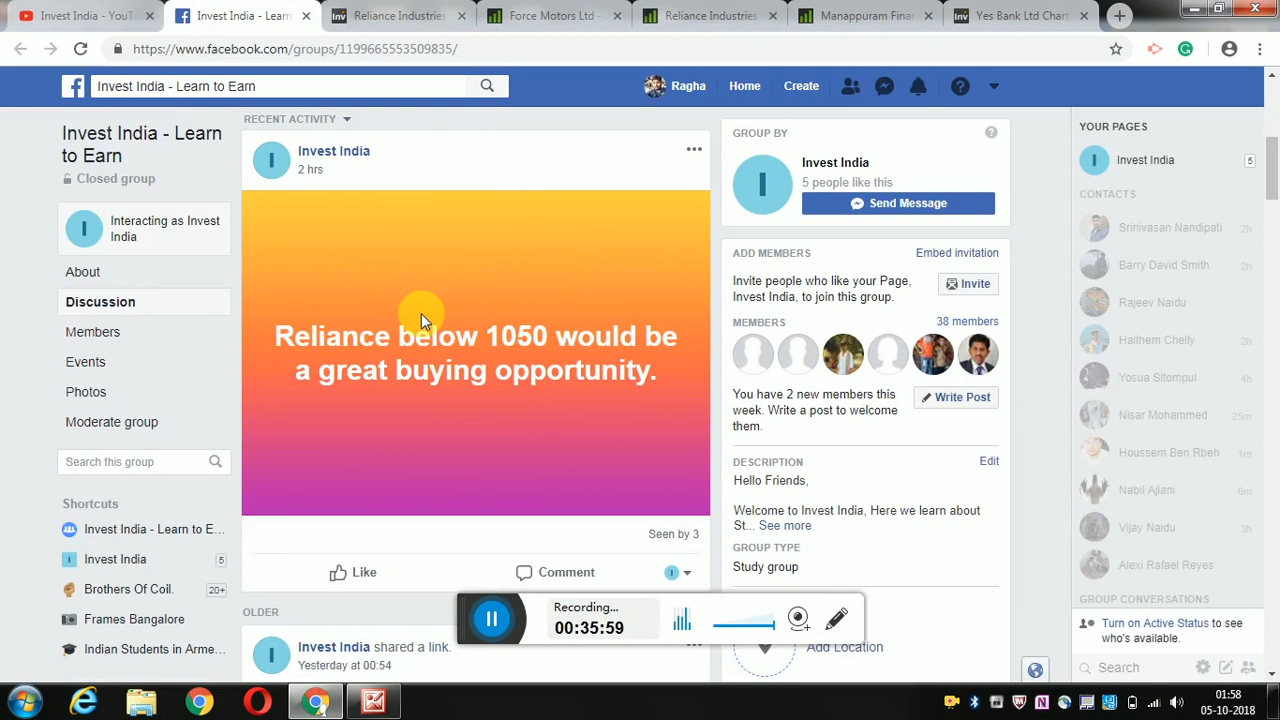 Invest India - YouT
Invest India - Learn
Reliance Industries
Force Motors Ltd -
Reliance Industries
Manappuram Finan
Yes Bank Ltd Chart
https://www.facebook.com/groups/1199665553509835/
Invest India - Learn to Earn
Ragha
Home
Create
Invest India - Learn
to Earn
Closed group
Interacting as Invest
India
About
Discussion
Members
Events
Photos
Moderate group
Search this group
Shortcuts
Invest India - Learn to E...
Invest India 5
Brothers Of Coil. 20+
Frames Bangalore
Indian Students in Arme...
RECENT ACTIVITY
I
Invest India
2 hrs
Reliance below 1050 would be
a great buying opportunity.
Seen by 3
Like
Comment
OLDER
I
Invest India shared a link.
Yesterday at 00:54
Recording...
00:35:59
GROUP BY
I
Invest India
5 people like this
Send Message
ADD MEMBERS
Embed invitation
Invite people who like your Page,
Invest India, to join this group.
Invite
MEMBERS
38 members
You have 2 new members this
week. Write a post to welcome
them.
Write Post
DESCRIPTION
Edit
Hello Friends,
Welcome to Invest India, Here we learn about
St... See more
GROUP TYPE
Study group
Add Location
YOUR PAGES
Invest India 5
CONTACTS
Srinivasan Nandipati 2h
Barry David Smith 2h
Rajeev Naidu 3h
Haithem Chelly 2h
Yosua Sitompul 4h
Nisar Mohammed 25m
Houssem Ben Rbeh 1m
Nabil Ajlani 6m
Vijay Naidu 3h
Alexi Rafael Reyes
GROUP CONVERSATIONS
Turn on Active Status to see
who's available.
Search
01:58
05-10-2018